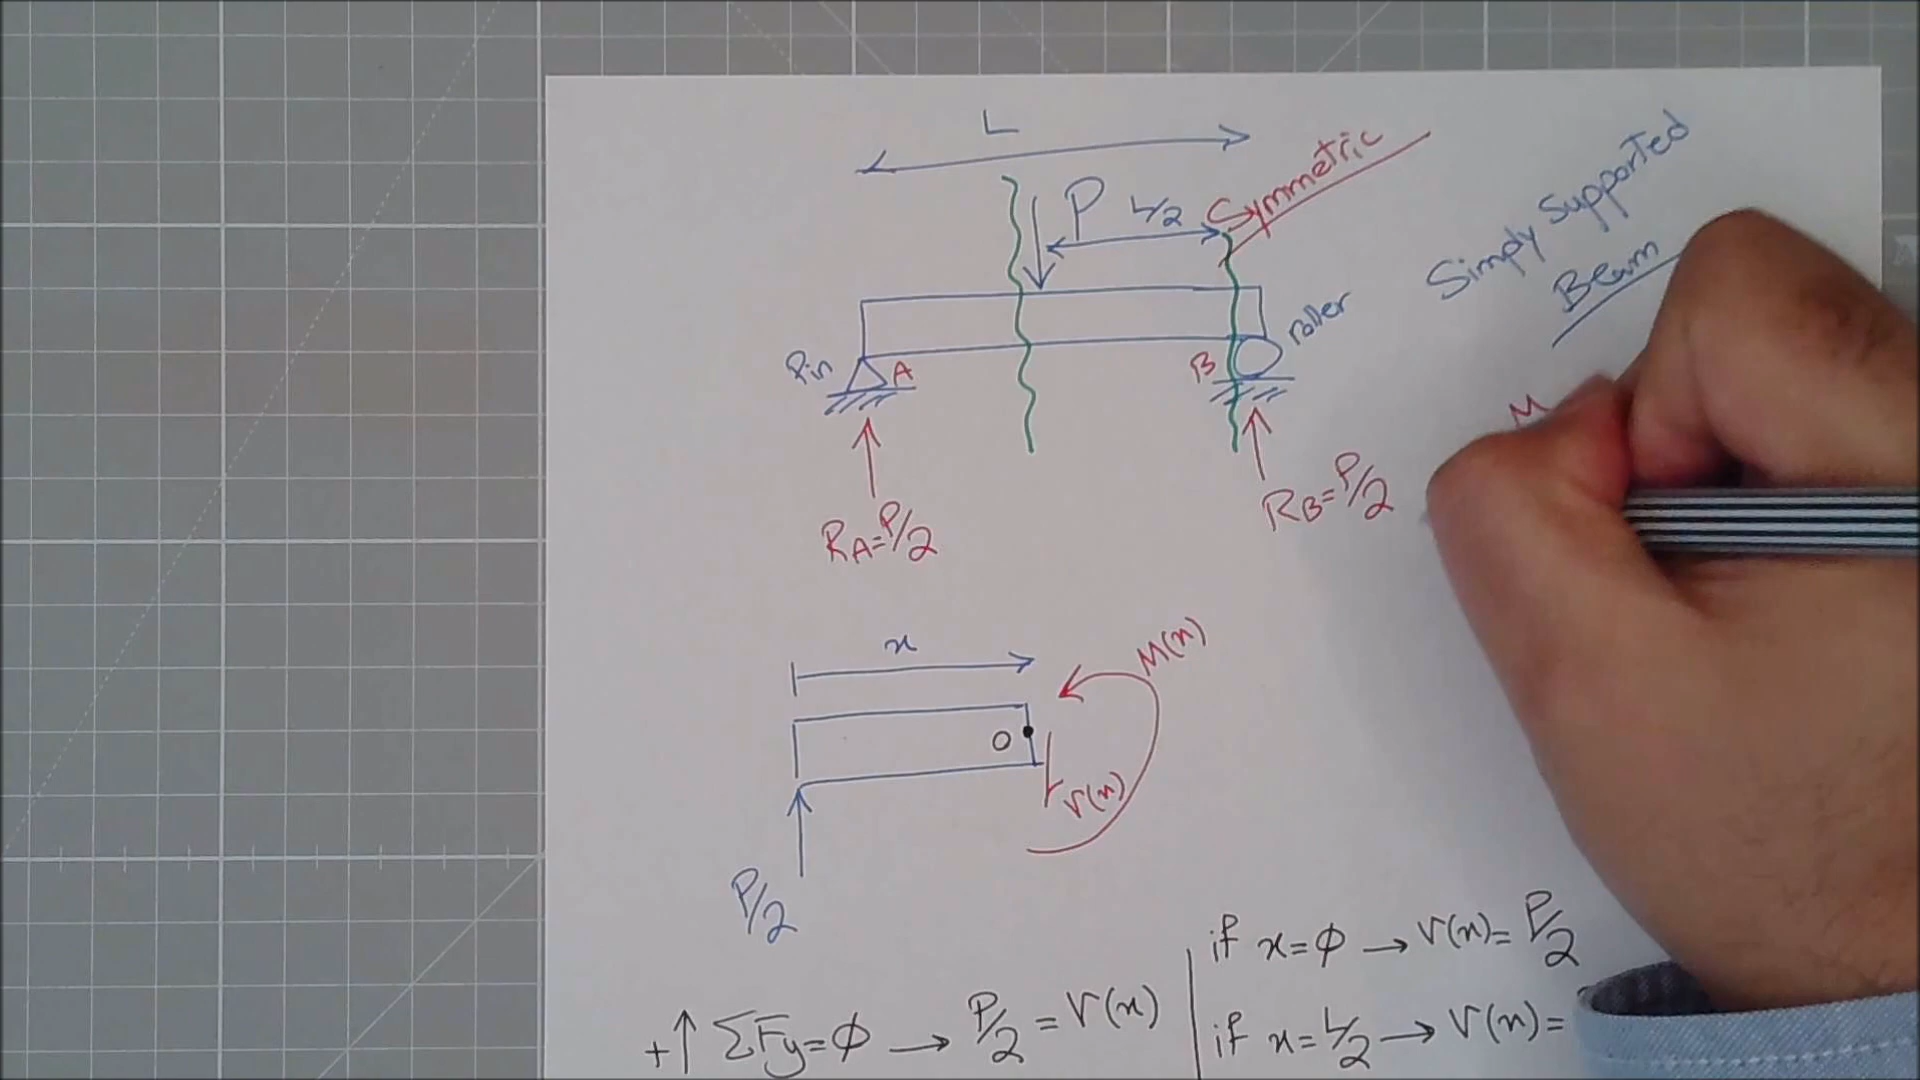 L
P
L/2
Symmetric
Simply Supported
Beam
Pin
A
B
roller
M
RA=P/2
RB=P/2
x
M(x)
O
V(x)
P/2
if x=ϕ → V(x)=P/2
+↑ ΣFy=ϕ → P/2 = V(x)
if x=L/2 → V(x)=